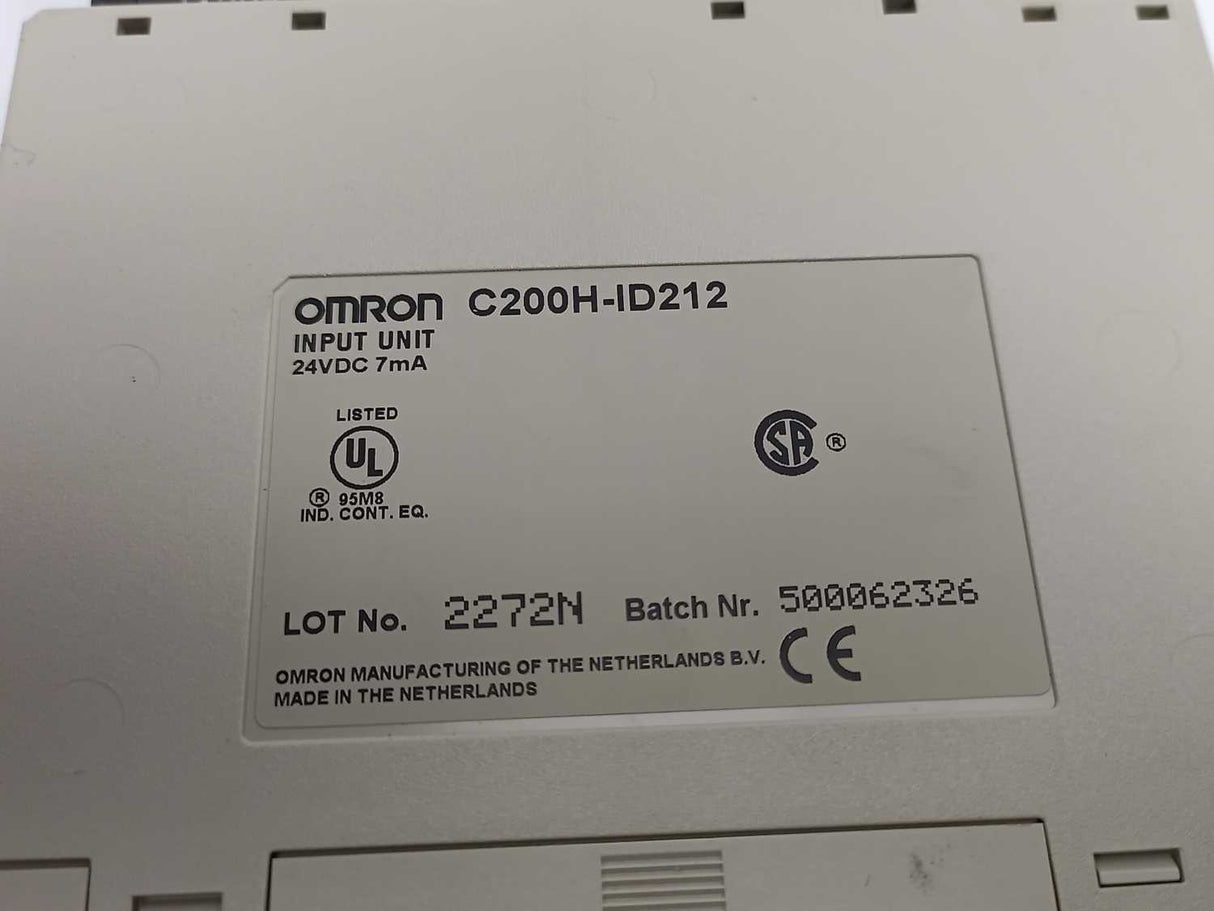 OMRON C200H-ID212
INPUT UNIT
24VDC 7mA
LISTED
UL
® 95M8
IND. CONT. EQ.
SA ®
LOT No. 2272N Batch Nr. 500062326
OMRON MANUFACTURING OF THE NETHERLANDS B.V. CE
MADE IN THE NETHERLANDS